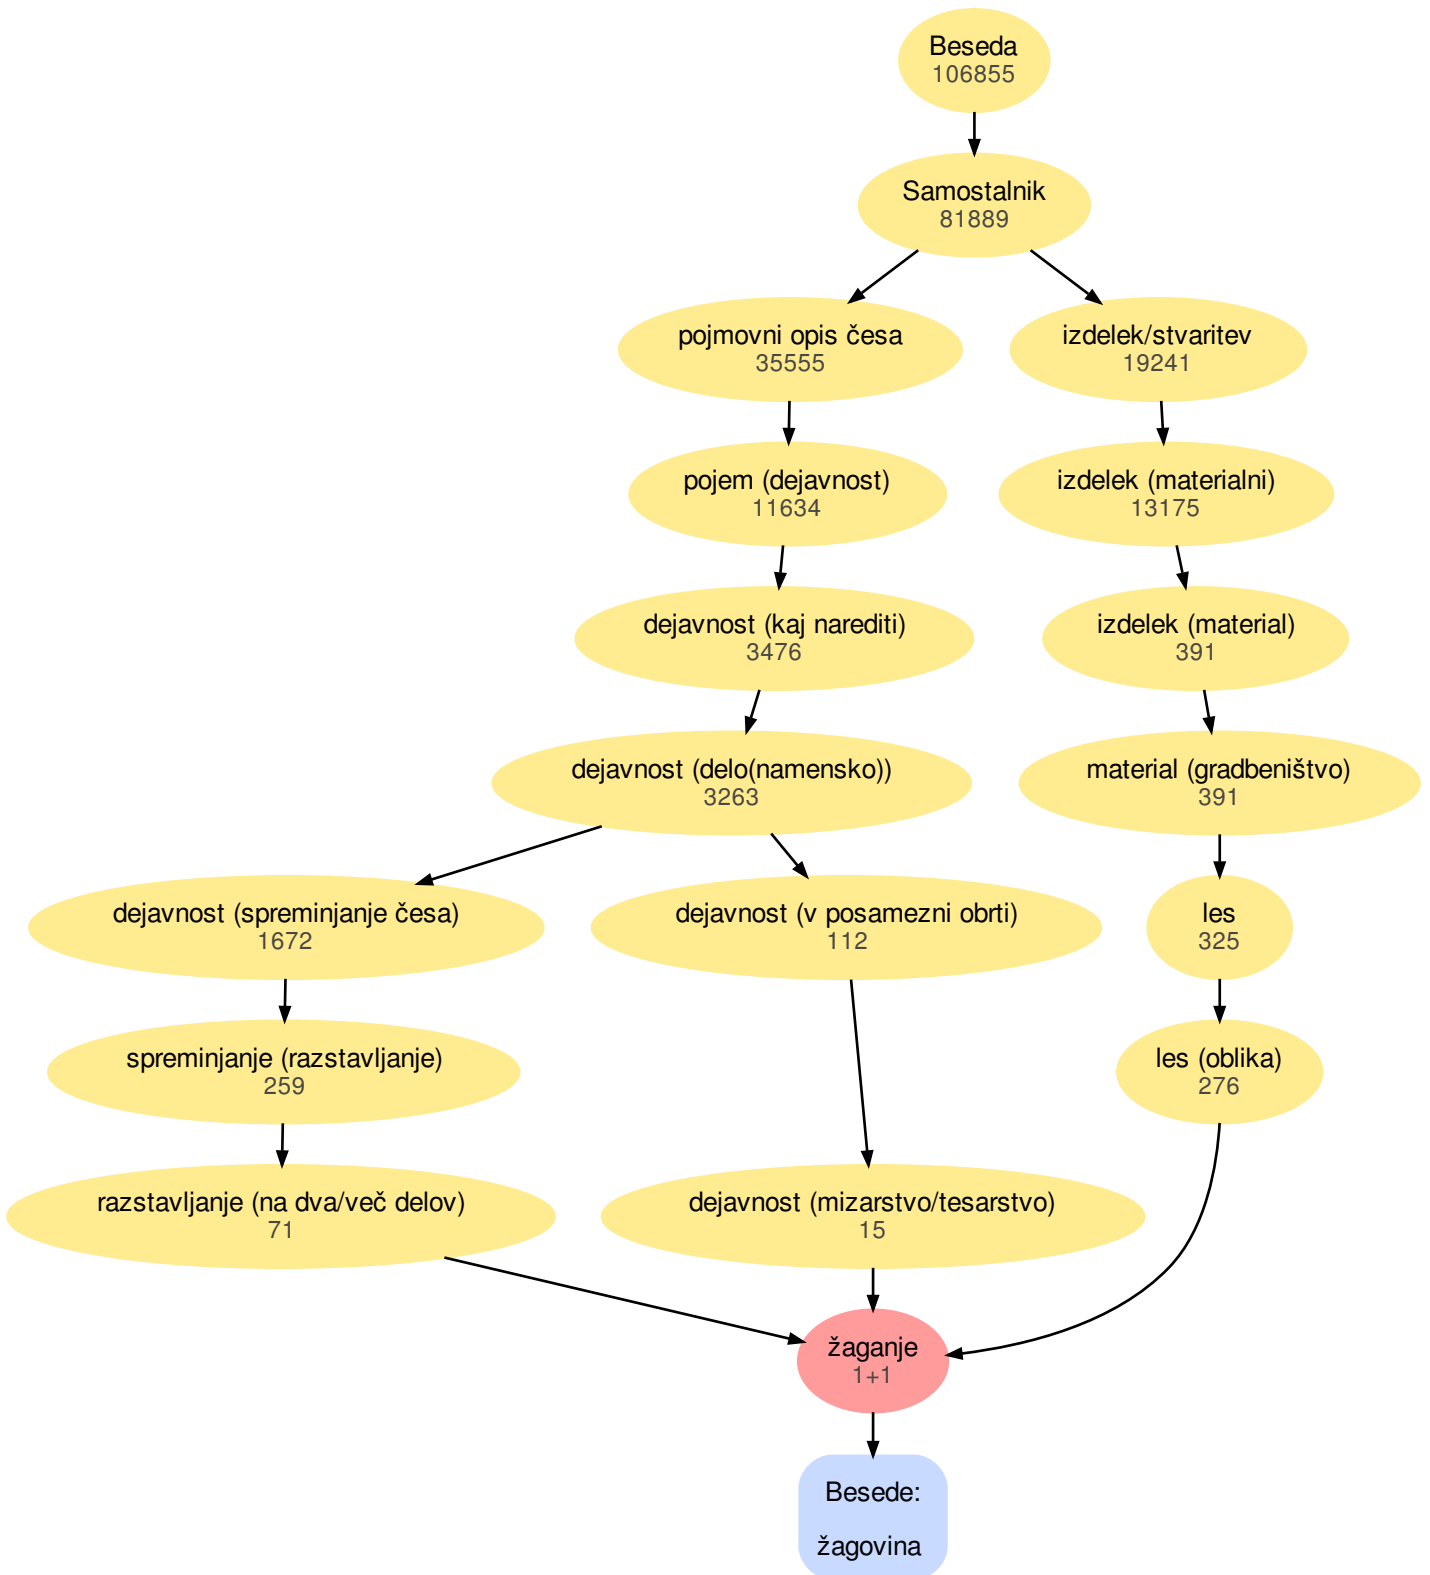 Beseda
106855
Samostalnik
81889
pojmovni opis česa
35555
izdelek/stvaritev
19241
pojem (dejavnost)
11634
izdelek (materialni)
13175
dejavnost (kaj narediti)
3476
izdelek (material)
391
dejavnost (delo(namensko))
3263
material (gradbeništvo)
391
dejavnost (spreminjanje česa)
1672
dejavnost (v posamezni obrti)
112
les
325
spreminjanje (razstavljanje)
259
les (oblika)
276
razstavljanje (na dva/več delov)
71
dejavnost (mizarstvo/tesarstvo)
15
žaganje
1+1
Besede:
žagovina